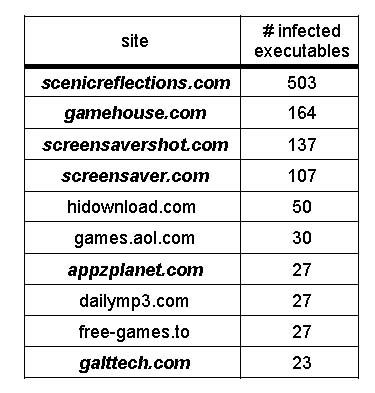 site # infected
executables
scenicreflections.com 503
gamehouse.com 164
screensavershot.com 137
screensaver.com 107
hidownload.com 50
games.aol.com 30
appzplanet.com 27
dailymp3.com 27
free-games.to 27
galttech.com 23